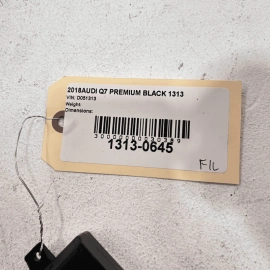 2018AUDI Q7 PREMIUM BLACK 1313
VIN: D051313
Weight:
Dimensions:
1313-0645
F/L